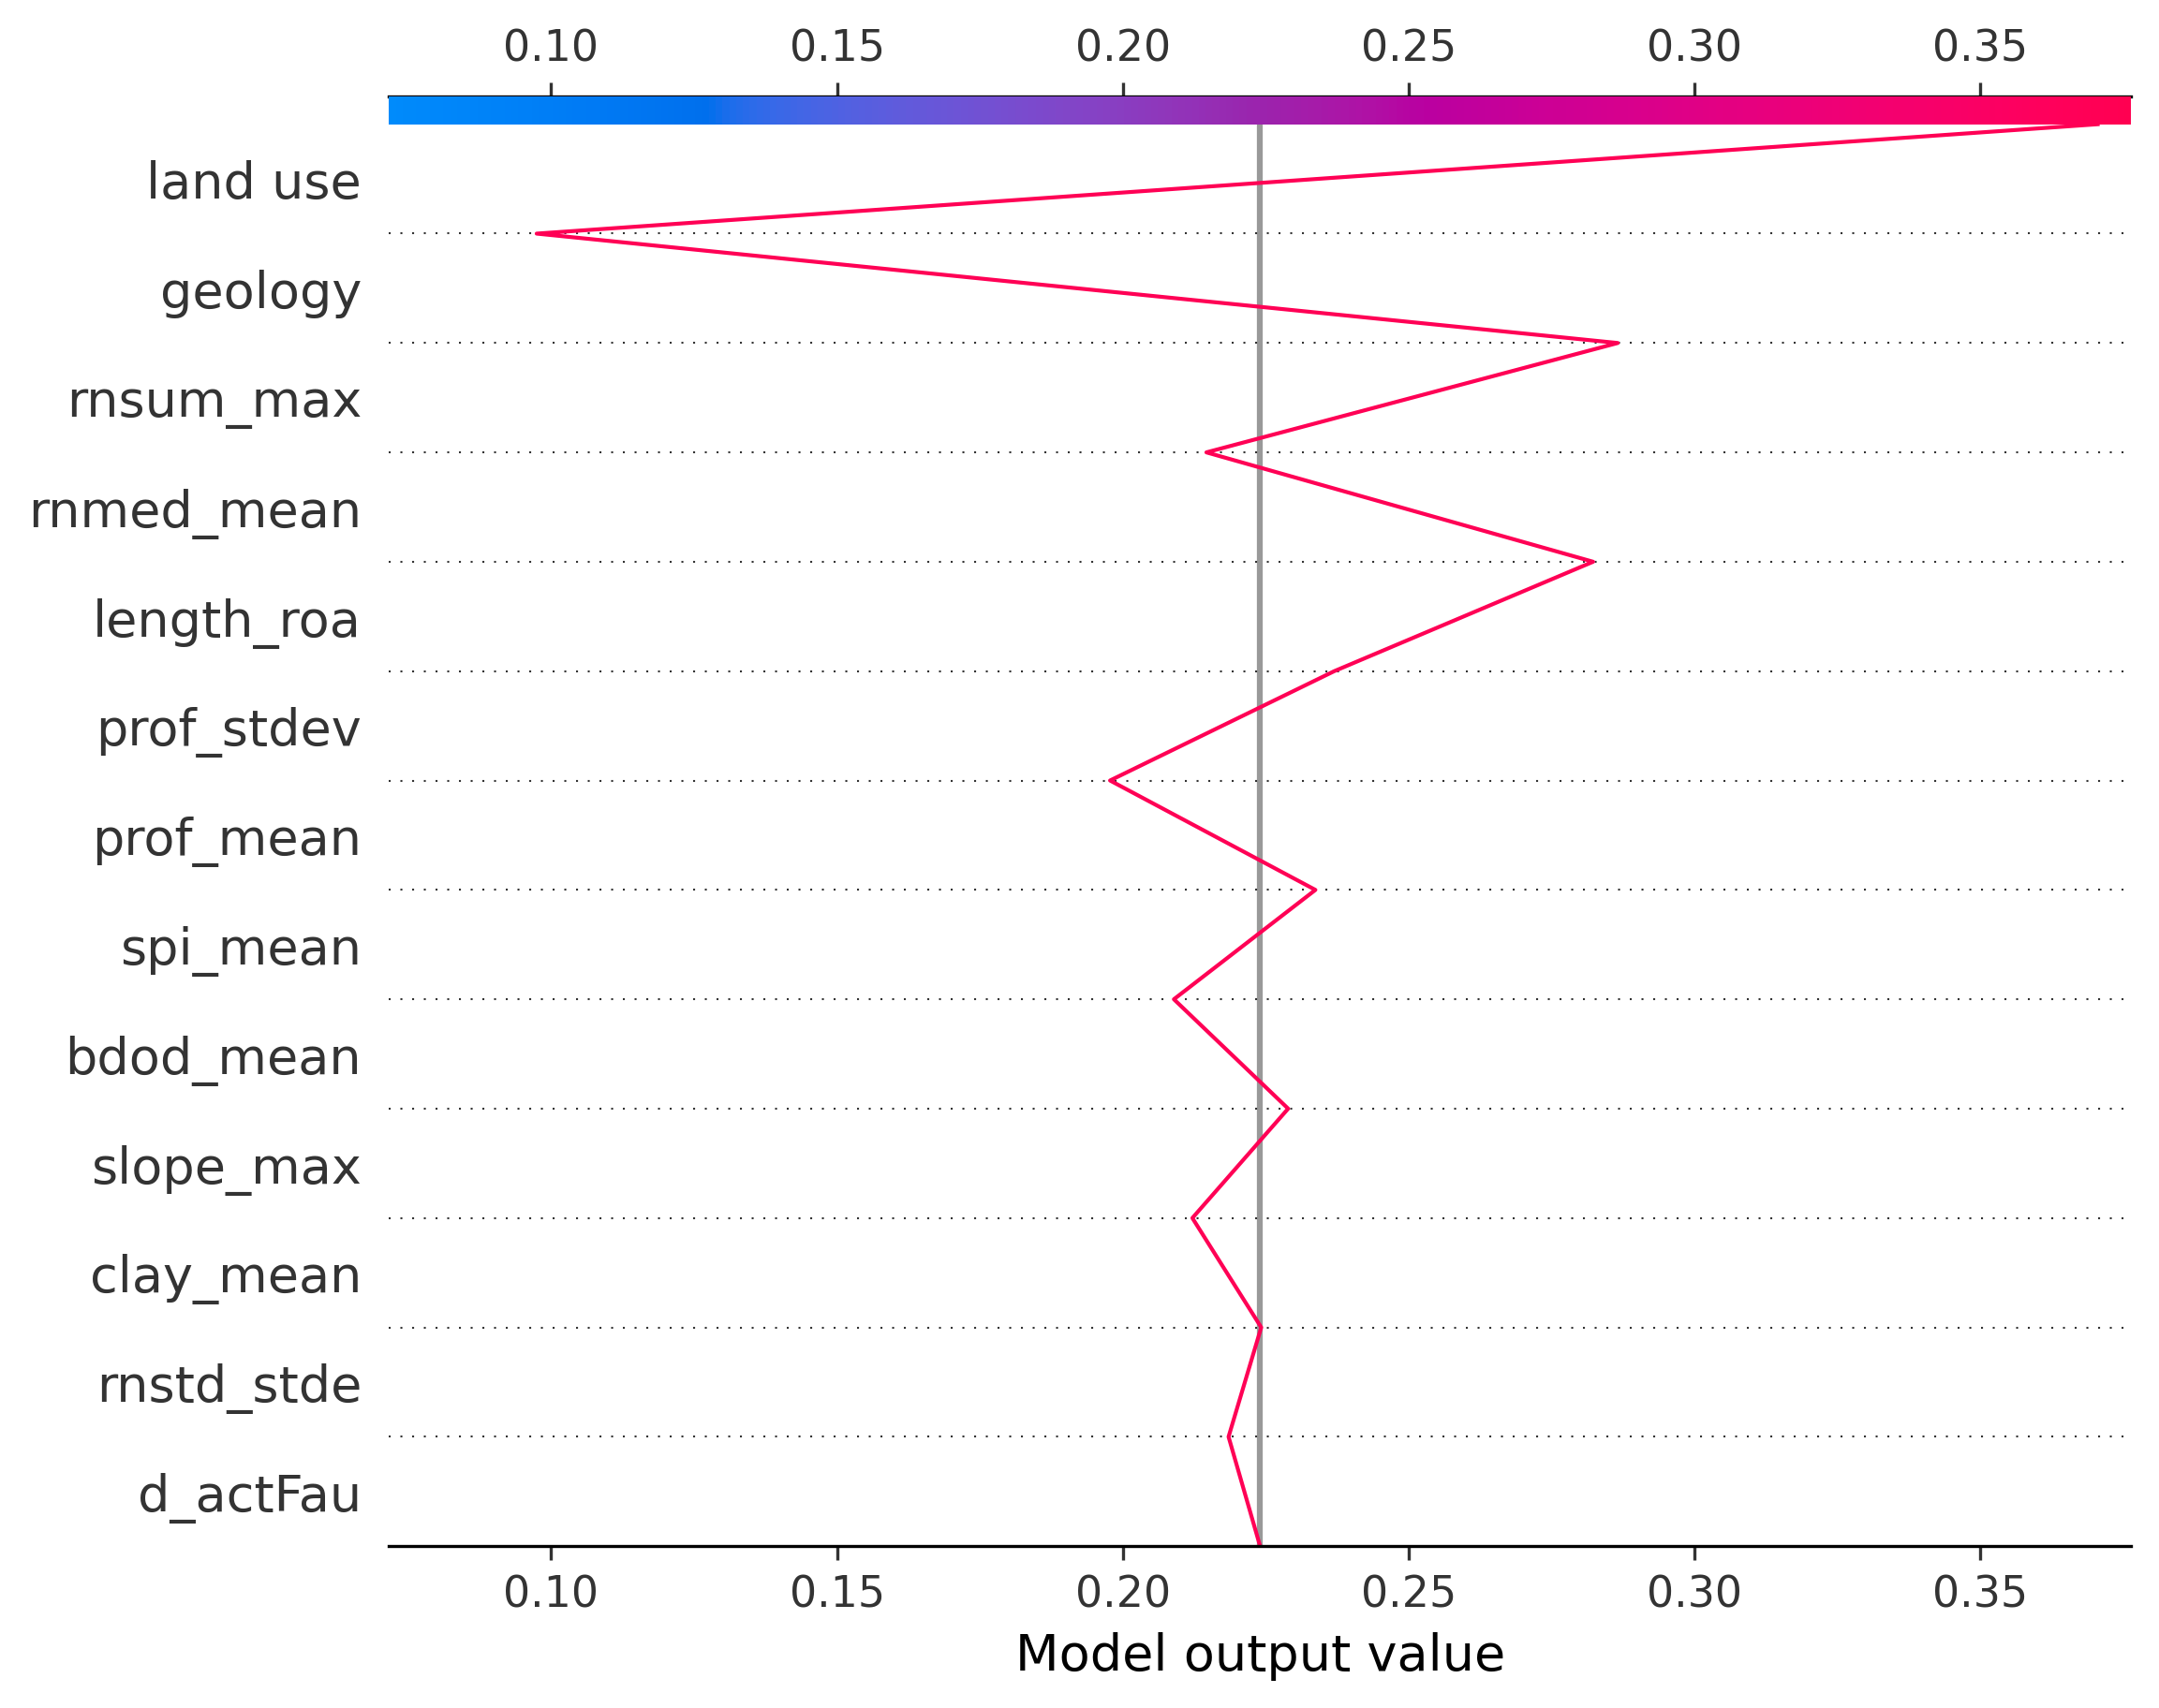 0.10 0.15 0.20 0.25 0.30 0.35
land use
geology
rnsum_max
rnmed_mean
length_roa
prof_stdev
prof_mean
spi_mean
bdod_mean
slope_max
clay_mean
rnstd_stde
d_actFau
0.10 0.15 0.20 0.25 0.30 0.35
Model output value